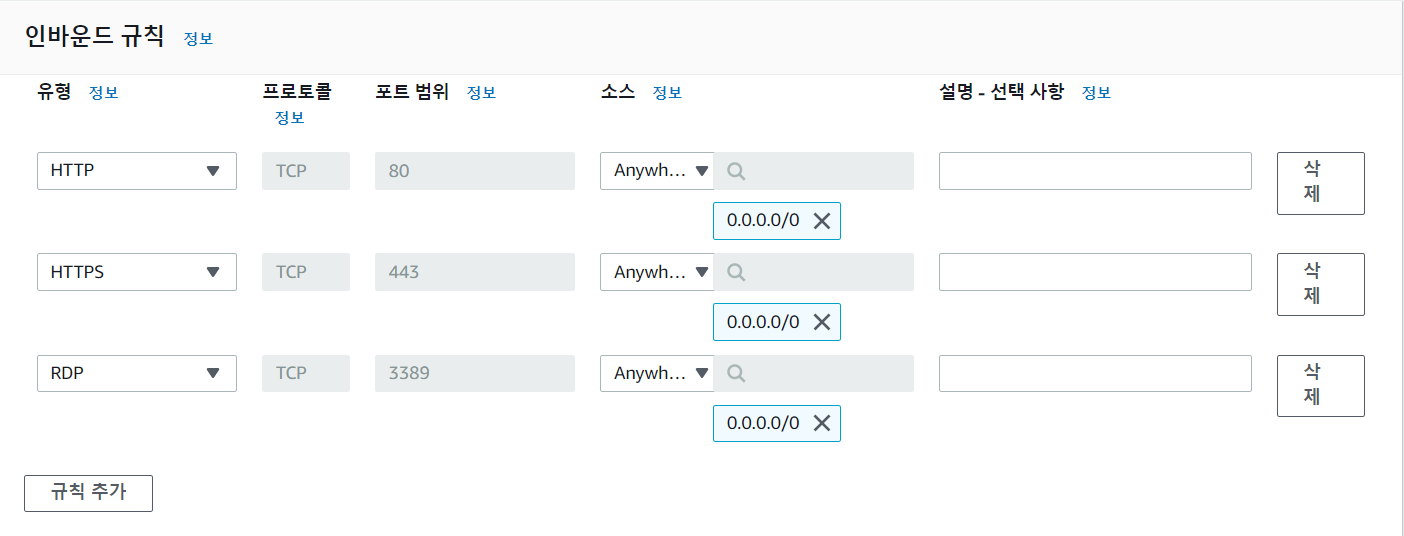 인바운드 규칙 정보
유형 정보 프로토콜 포트 범위 정보 소스 정보 설명 - 선택 사항 정보
정보
HTTP TCP 80 Anywh... 삭
제
0.0.0.0/0
HTTPS TCP 443 Anywh... 삭
제
0.0.0.0/0
RDP TCP 3389 Anywh... 삭
제
0.0.0.0/0
규칙 추가